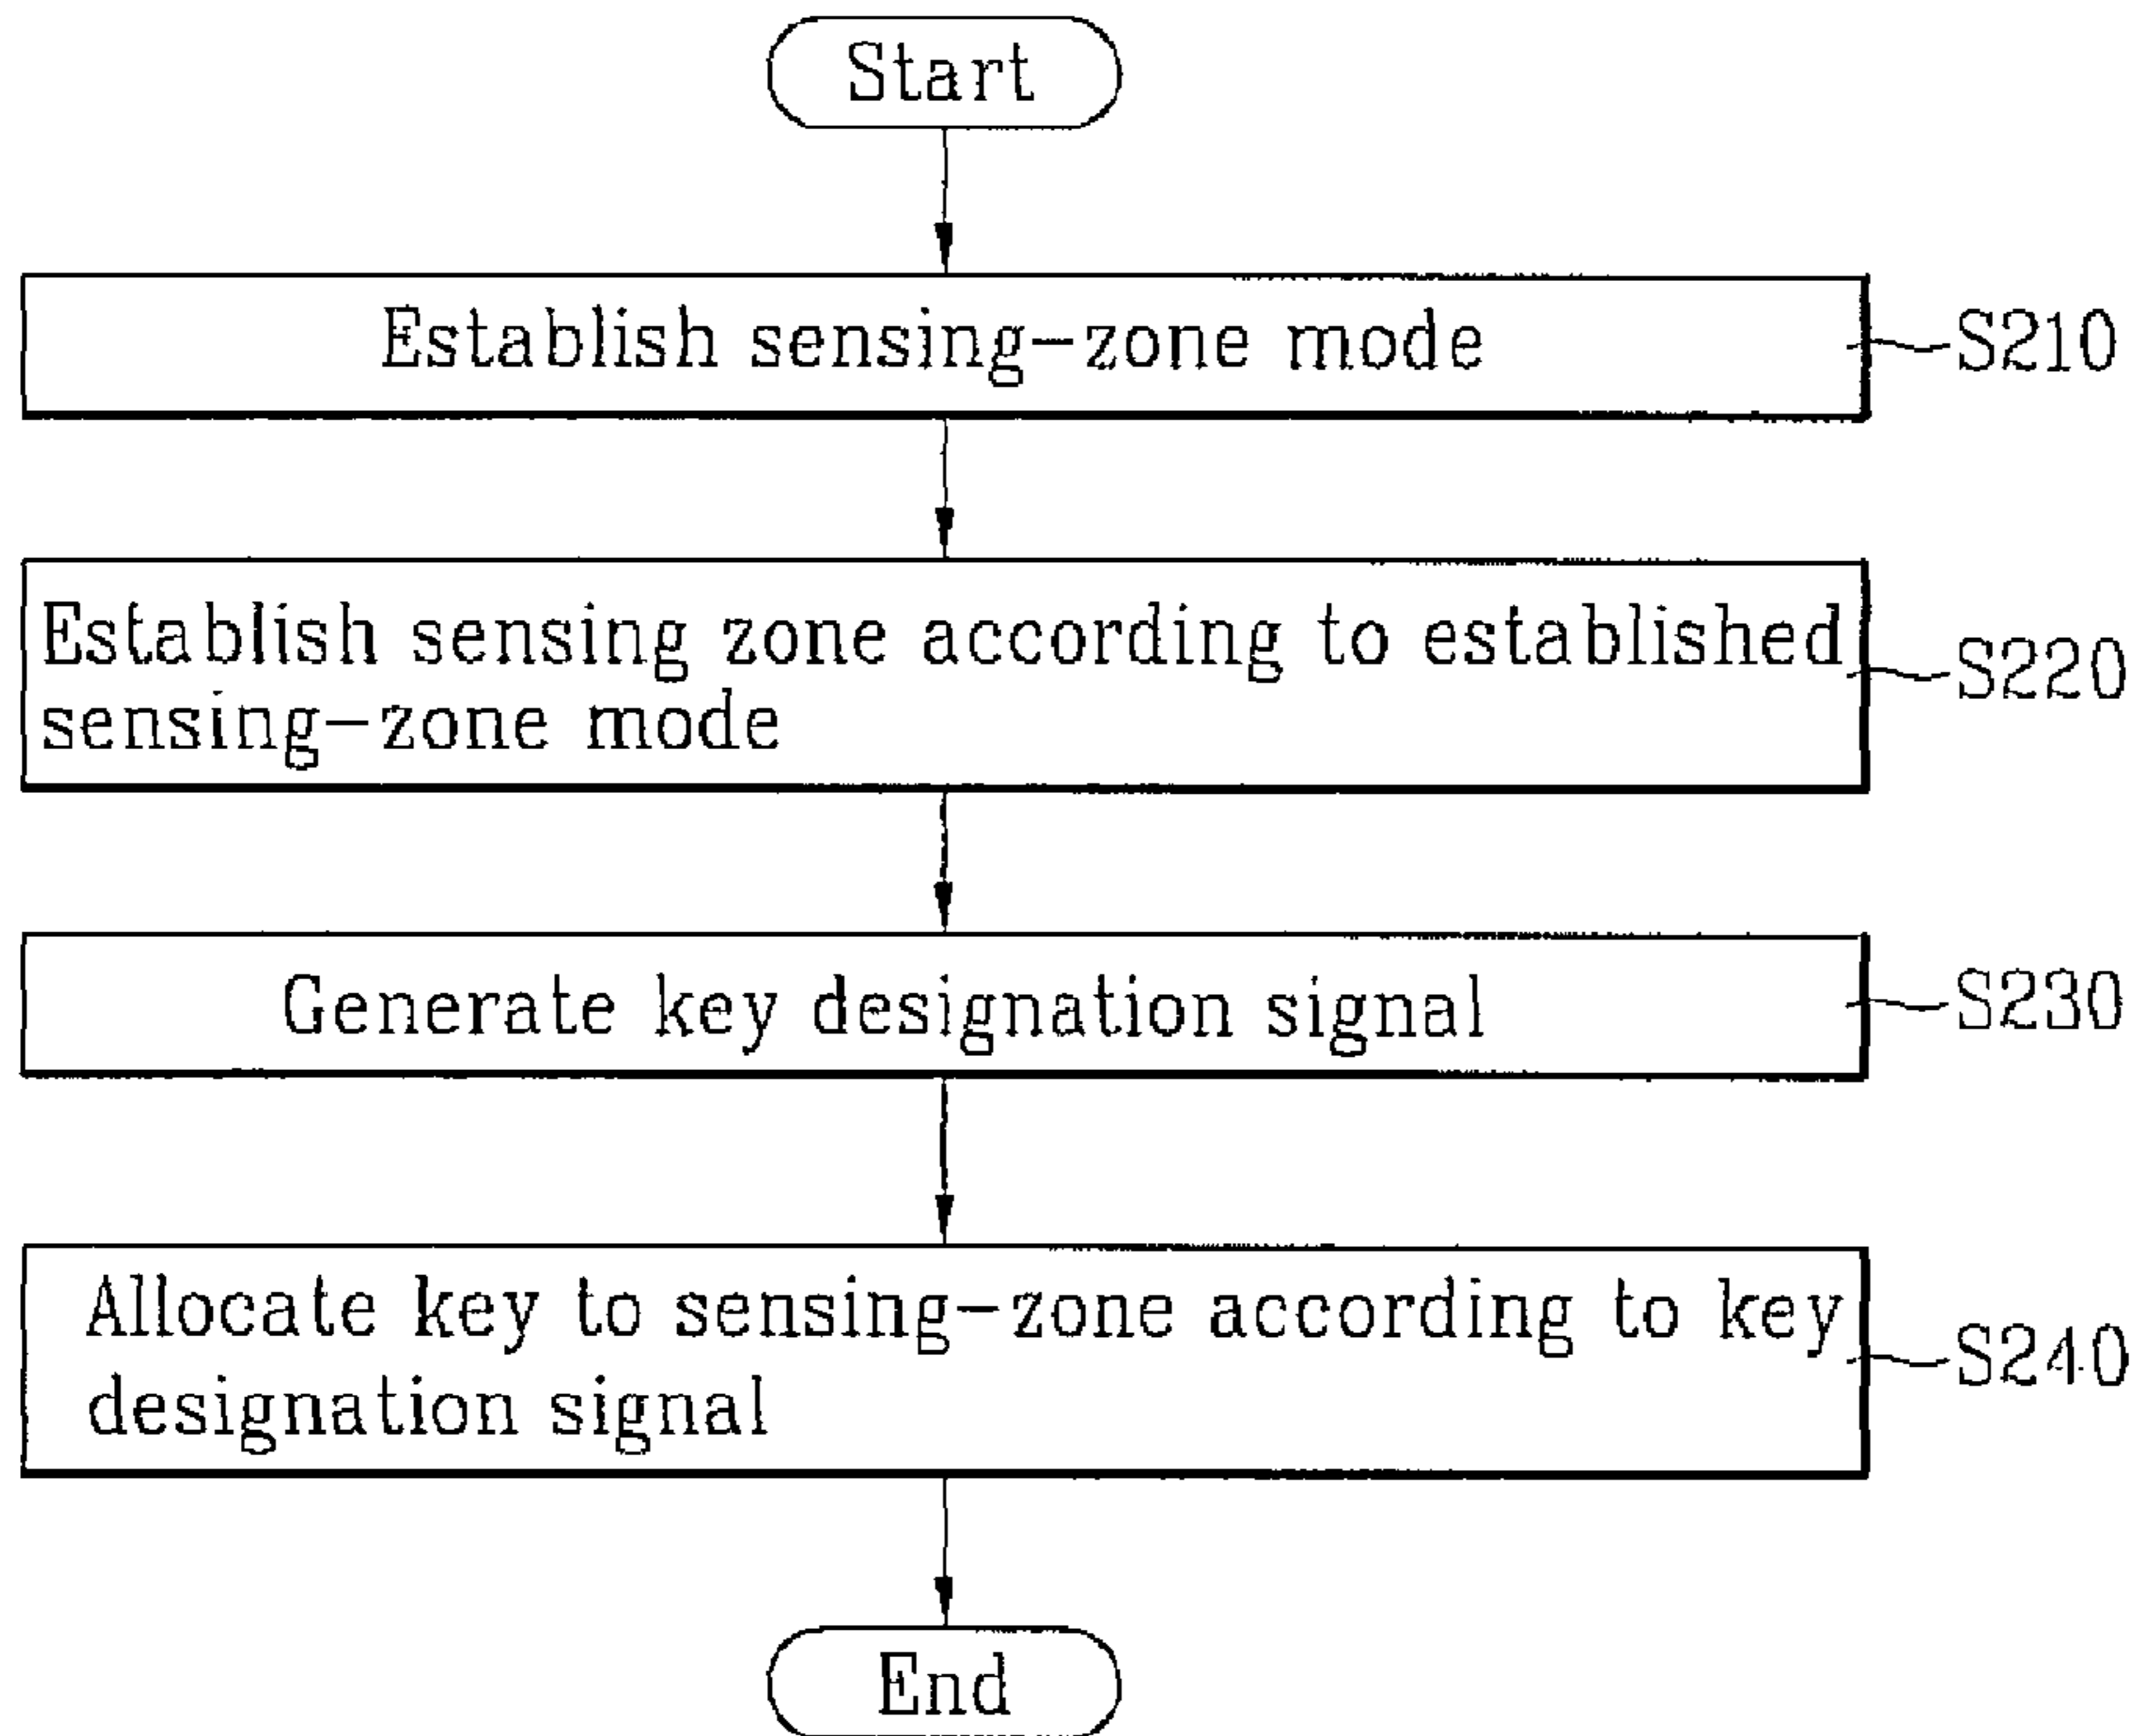 Start
Establish sensing-zone mode
S210
Establish sensing zone according to established
sensing-zone mode
S220
Generate key designation signal
S230
Allocate key to sensing-zone according to key
designation signal
S240
End